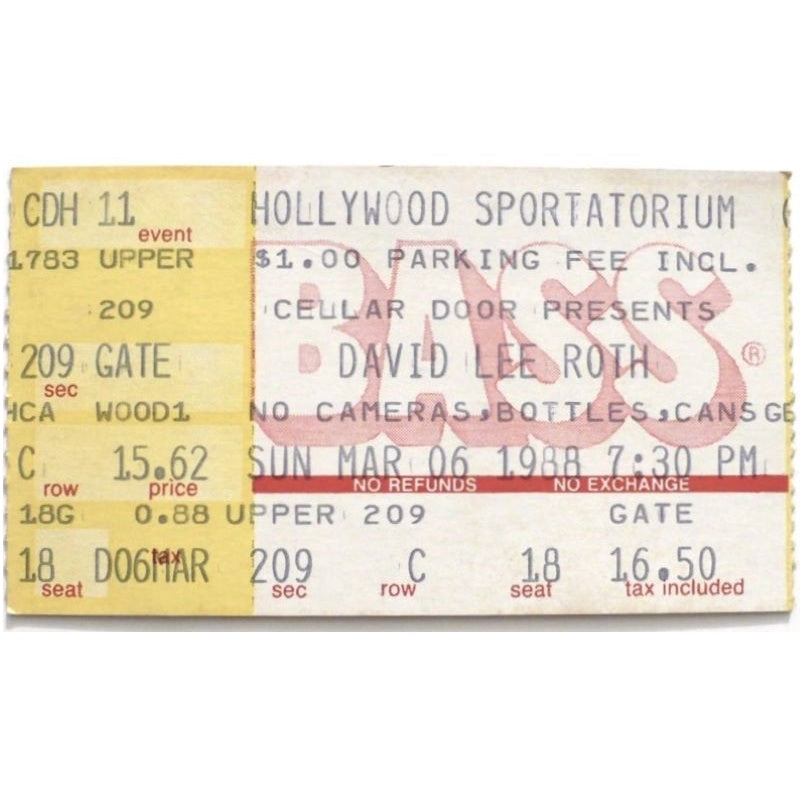 CDH 11 HOLLYWOOD SPORTATORIUM
event
1783 UPPER $1.00 PARKING FEE INCL.
209 CELLAR DOOR PRESENTS
BASS®
209 GATE DAVID LEE ROTH
sec
HCA WOOD1 NO CAMERAS,BOTTLES,CANS GE
C 15.62 SUN MAR 06 1988 7:30 PM
row price NO REFUNDS NO EXCHANGE
18G 0.88 UPPER 209 GATE
tax
18 D06MAR 209 C 18 16.50
seat sec row seat tax included